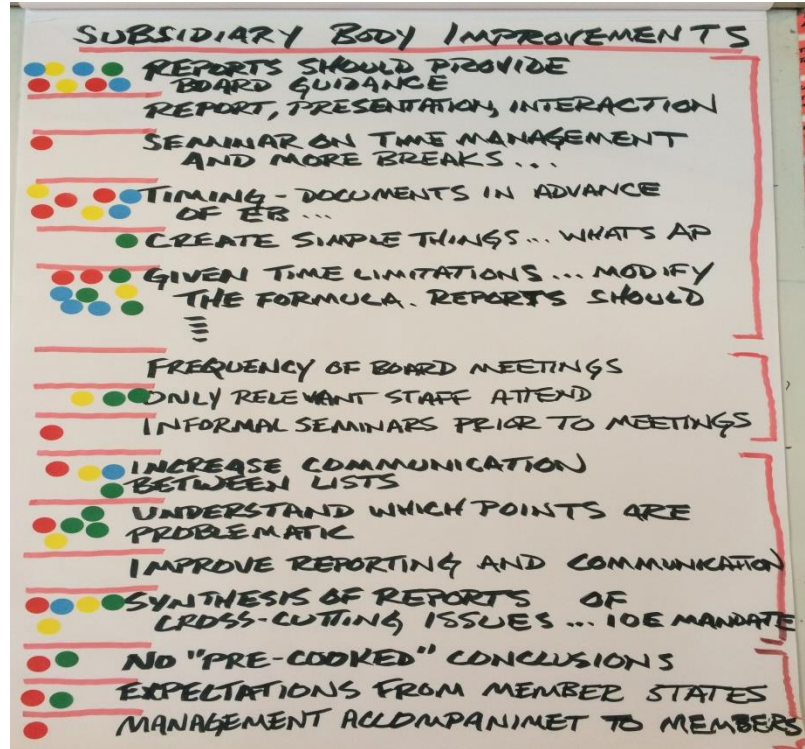 SUBSIDIARY BODY IMPROVEMENTS
REPORTS SHOULD PROVIDE
BOARD GUIDANCE
REPORT, PRESENTATION, INTERACTION
SEMINAR ON TIME MANAGEMENT
AND MORE BREAKS...
TIMING - DOCUMENTS IN ADVANCE
OF EB...
CREATE SIMPLE THINGS... WHATS AP
GIVEN TIME LIMITATIONS... MODIFY
THE FORMULA. REPORTS SHOULD
FREQUENCY OF BOARD MEETINGS
ONLY RELEVANT STAFF ATTEND
INFORMAL SEMINARS PRIOR TO MEETINGS
INCREASE COMMUNICATION
BETWEEN LISTS
UNDERSTAND WHICH POINTS ARE
PROBLEMATIC
IMPROVE REPORTING AND COMMUNICATION
SYNTHESIS OF REPORTS OF
CROSS-CUTTING ISSUES... IOE MANDATE
NO "PRE-COOKED" CONCLUSIONS
EXPECTATIONS FROM MEMBER STATES
MANAGEMENT ACCOMPANIMET TO MEMBERS